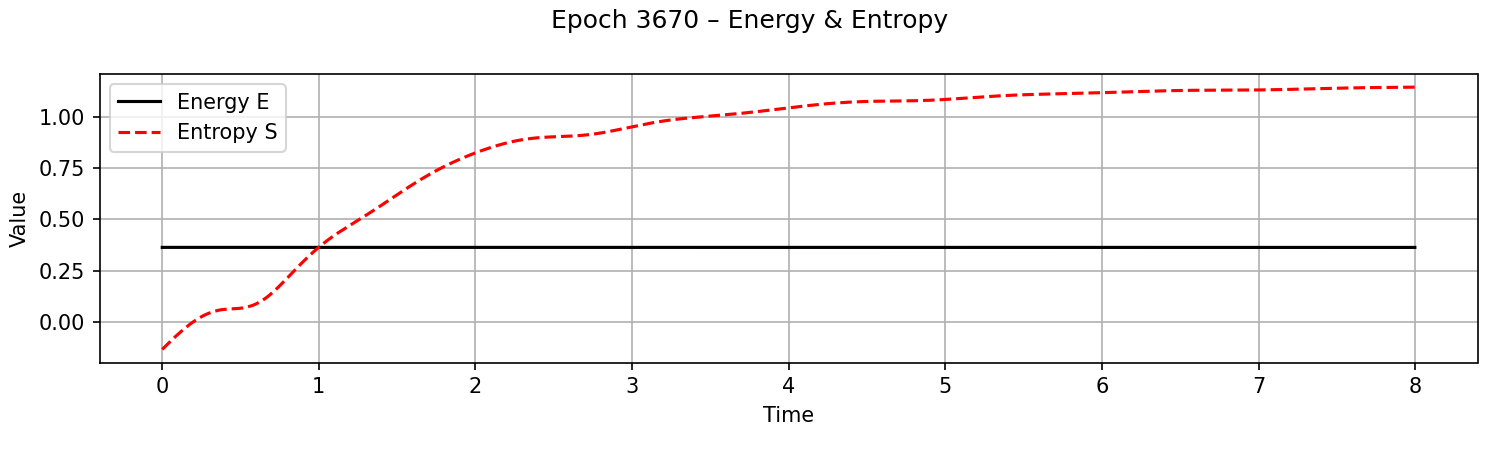 Epoch 3670 – Energy & Entropy
Energy E
Entropy S
Value
1.00
0.75
0.50
0.25
0.00
0 1 2 3 4 5 6 7 8
Time